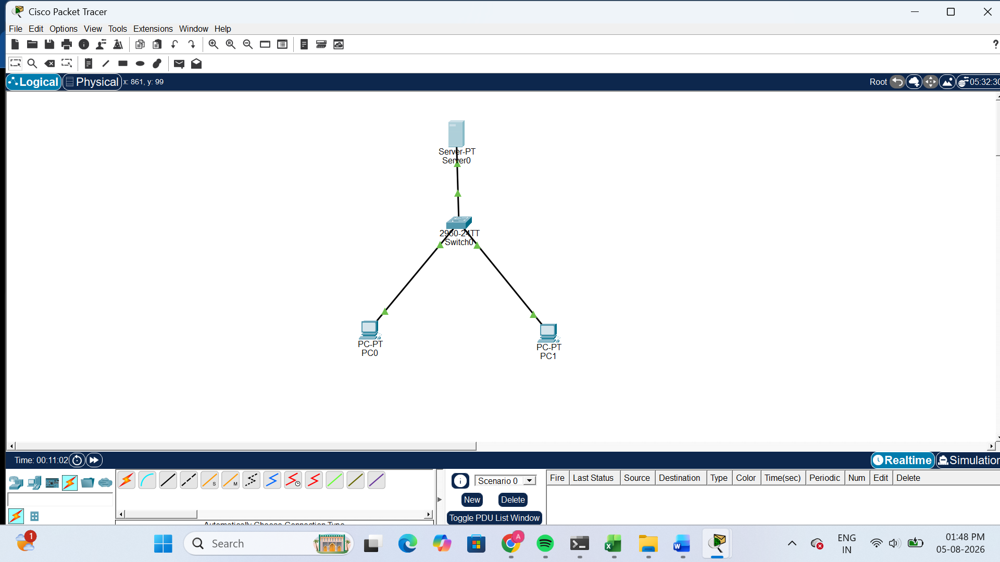 Cisco Packet Tracer
File Edit Options View Tools Extensions Window Help
?
Logical Physical x: 861, y: 99 Root 05:32:30
Server-PT
Server0
2960-24TT
Switch0
PC-PT
PC0
PC-PT
PC1
Time: 00:11:02 Realtime Simulation
S M
Scenario 0
New Delete
Toggle PDU List Window
Fire Last Status Source Destination Type Color Time(sec) Periodic Num Edit Delete
Automatically Choose Connection Type
1
Search
A
ENG
IN
01:48 PM
05-08-2026